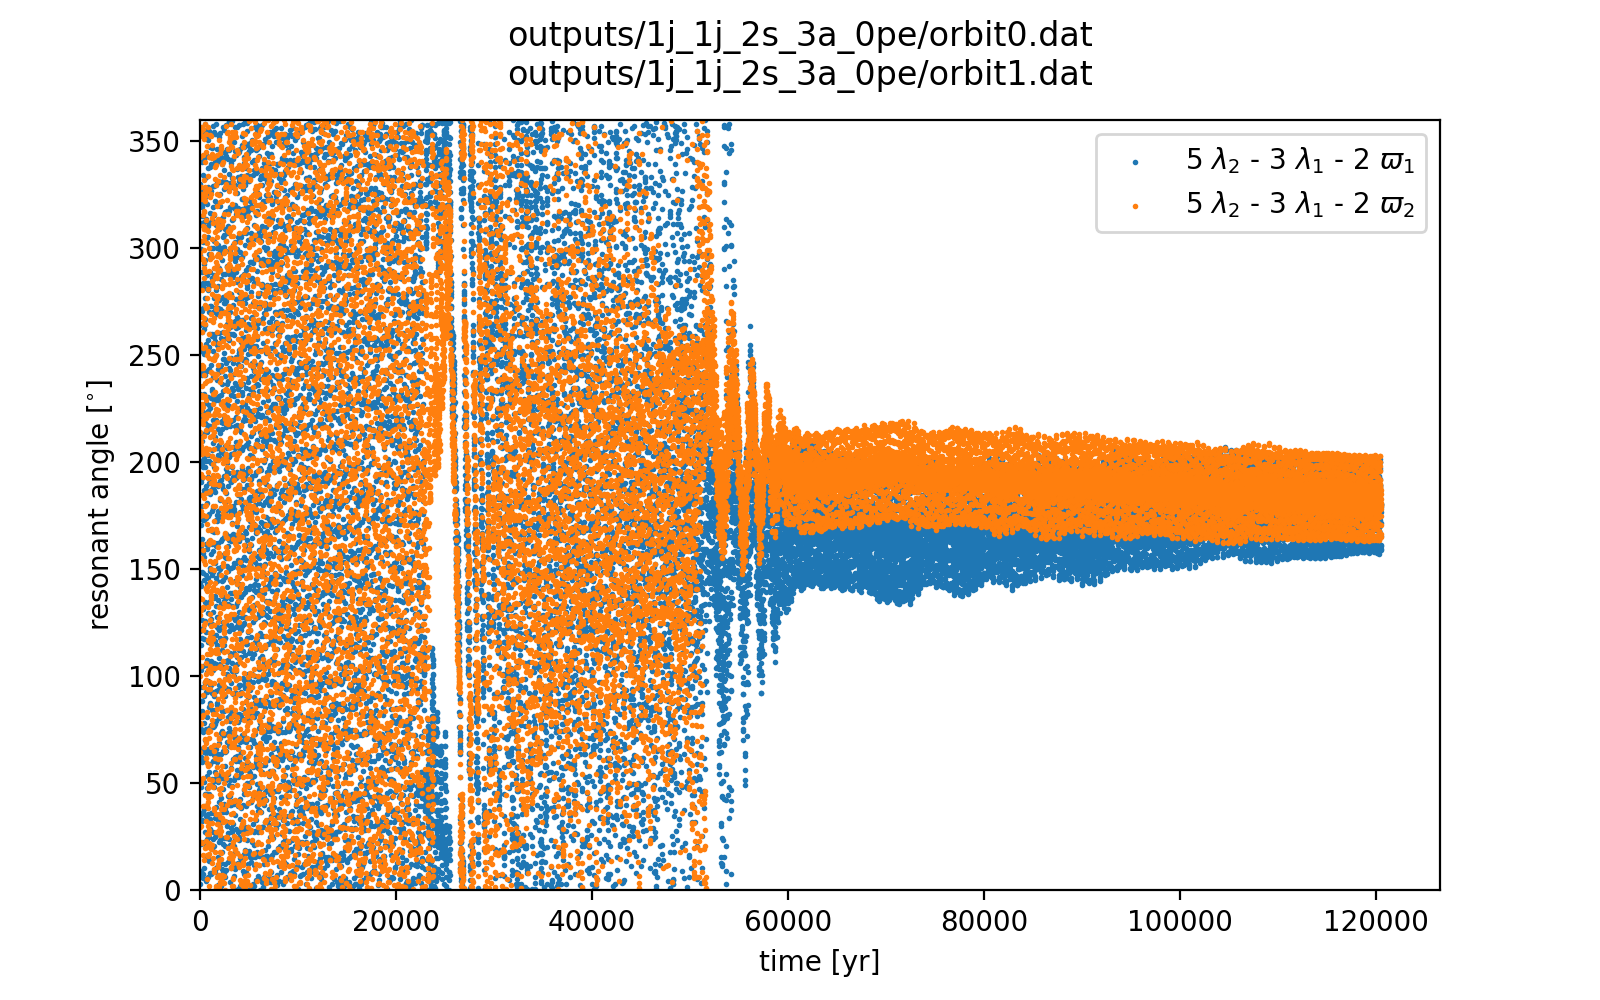 outputs/1j_1j_2s_3a_0pe/orbit0.dat
outputs/1j_1j_2s_3a_0pe/orbit1.dat
5 λ₂ - 3 λ₁ - 2 ϖ₁
5 λ₂ - 3 λ₁ - 2 ϖ₂
350
300
250
200
150
100
50
0
resonant angle [°]
0 20000 40000 60000 80000 100000 120000
time [yr]